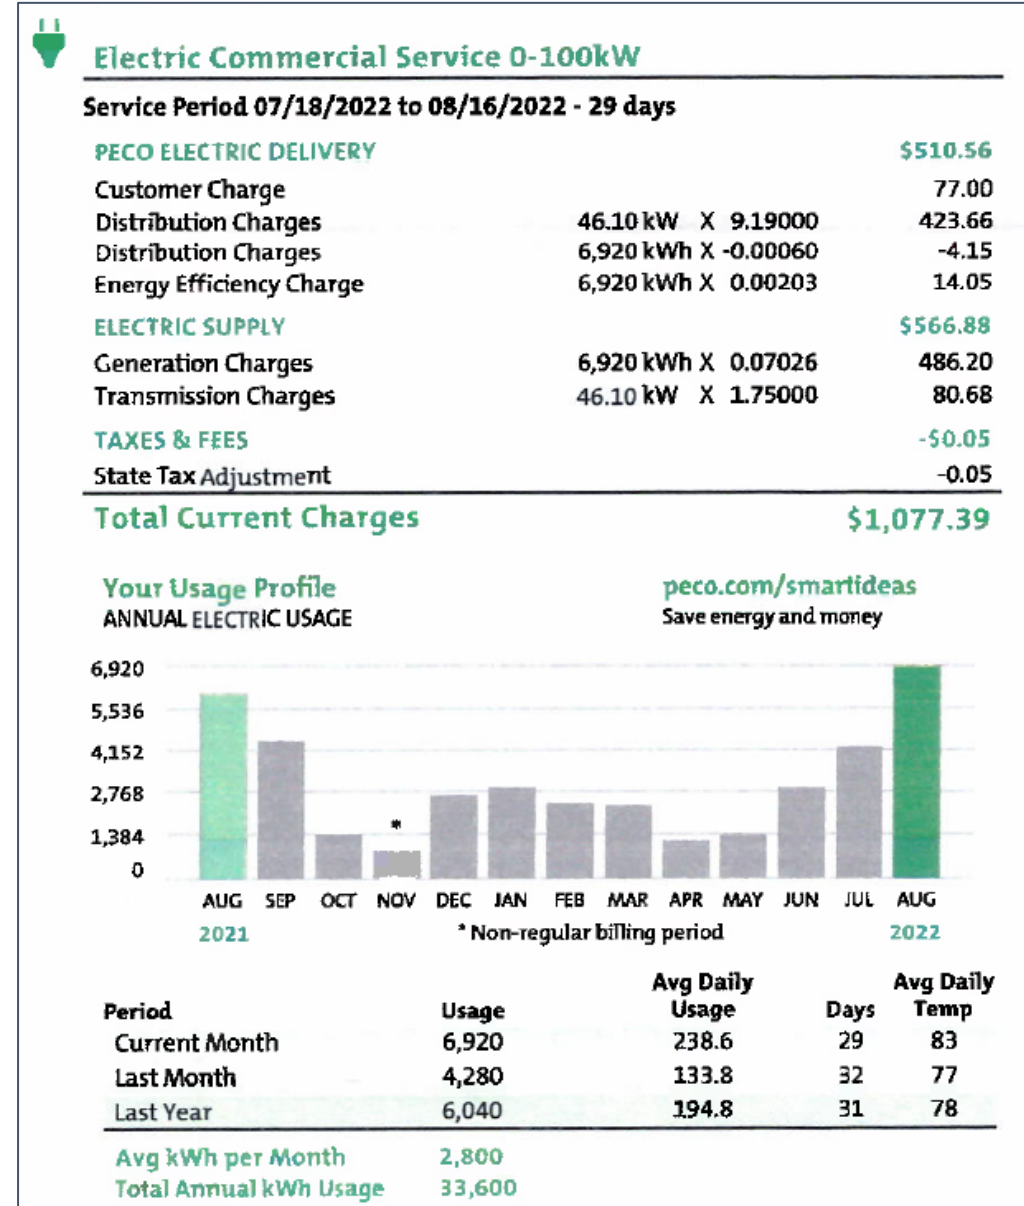 Electric Commercial Service 0-100kW
Service Period 07/18/2022 to 08/16/2022 - 29 days
PECO ELECTRIC DELIVERY $510.56
Customer Charge 77.00
Distribution Charges 46.10 kW X 9.19000 423.66
Distribution Charges 6,920 kWh X -0.00060 -4.15
Energy Efficiency Charge 6,920 kWh X 0.00203 14.05
ELECTRIC SUPPLY $566.88
Generation Charges 6,920 kWh X 0.07026 486.20
Transmission Charges 46.10 kW X 1.75000 80.68
TAXES & FEES -$0.05
State Tax Adjustment -0.05
Total Current Charges $1,077.39
Your Usage Profile peco.com/smartideas
ANNUAL ELECTRIC USAGE Save energy and money
6,920
5,536
4,152
2,768
1,384
0
*
AUG SEP OCT NOV DEC JAN FEB MAR APR MAY JUN JUL AUG
2021 * Non-regular billing period 2022
Avg Daily Avg Daily
Period Usage Usage Days Temp
Current Month 6,920 238.6 29 83
Last Month 4,280 133.8 32 77
Last Year 6,040 194.8 31 78
Avg kWh per Month 2,800
Total Annual kWh Usage 33,600